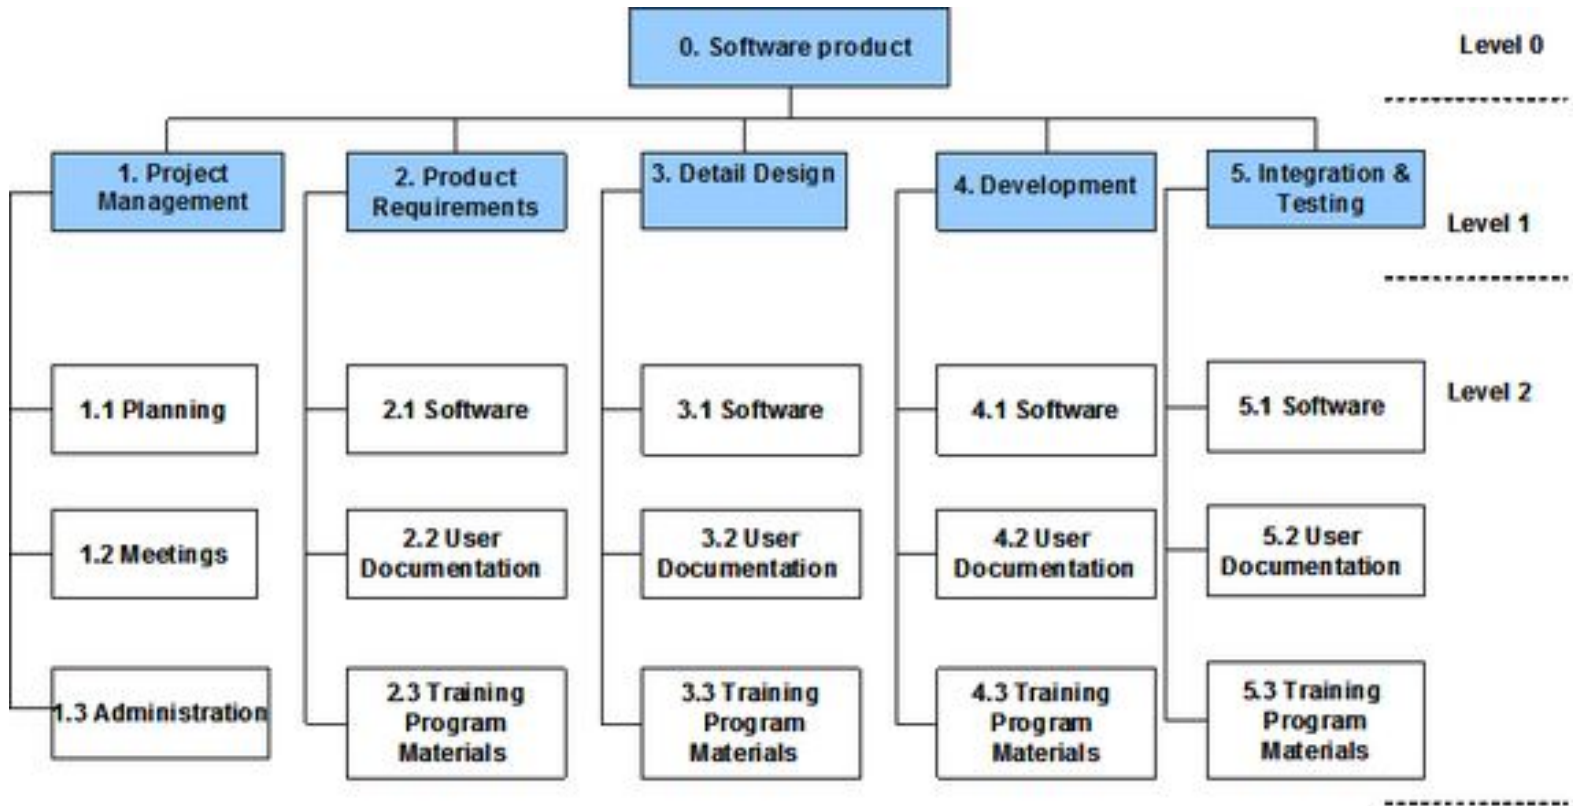 0. Software product
Level 0
1. Project
Management
2. Product
Requirements
3. Detail Design
4. Development
5. Integration &
Testing
Level 1
1.1 Planning
2.1 Software
3.1 Software
4.1 Software
5.1 Software
Level 2
1.2 Meetings
2.2 User
Documentation
3.2 User
Documentation
4.2 User
Documentation
5.2 User
Documentation
1.3 Administration
2.3 Training
Program
Materials
3.3 Training
Program
Materials
4.3 Training
Program
Materials
5.3 Training
Program
Materials